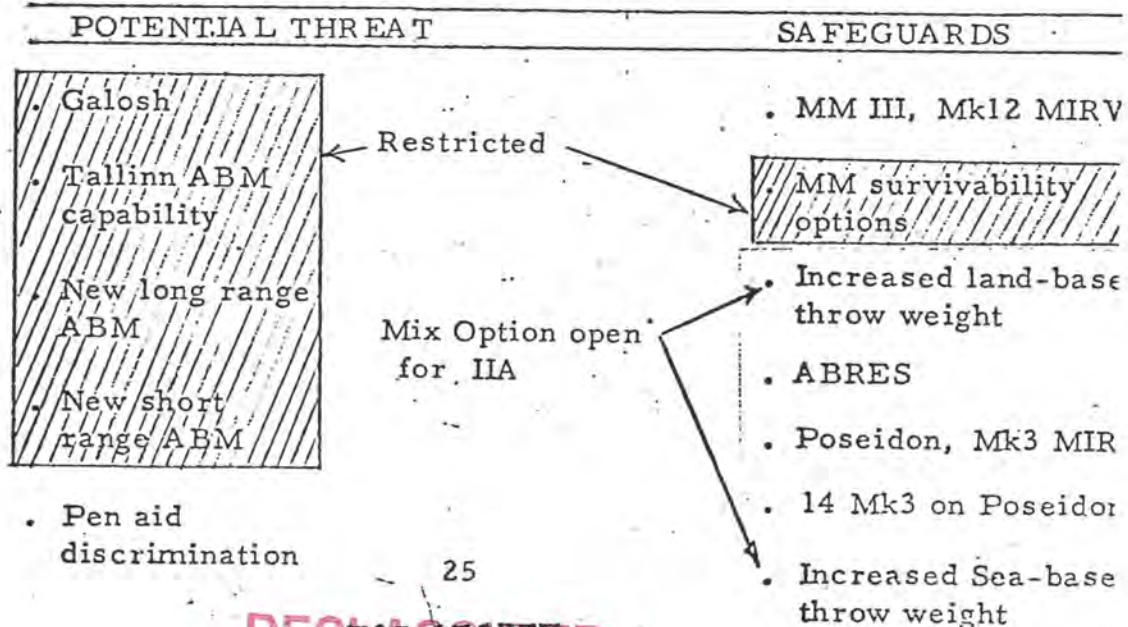 POTENTIAL THREAT
SAFEGUARDS
. Galosh
. Tallinn ABM
capability
. New long range
ABM
. New short
range ABM
. Pen aid
discrimination
Restricted
Mix Option open
for IIA
. MM III, Mk12 MIRV
. MM survivability
options
. Increased land-base
throw weight
. ABRES
. Poseidon, Mk3 MIR
. 14 Mk3 on Poseidon
. Increased Sea-base
throw weight
25